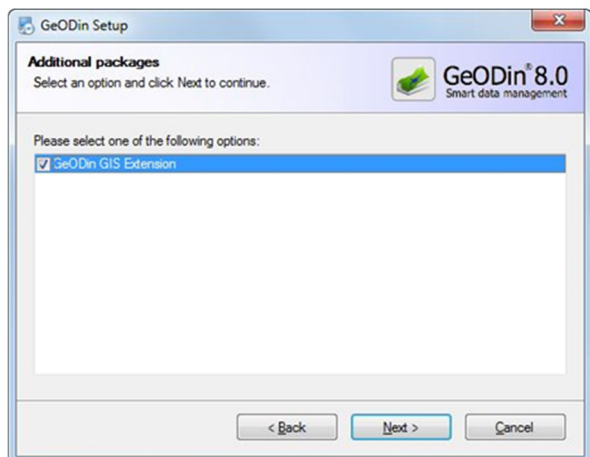 GeODin Setup
Additional packages
Select an option and click Next to continue.
GeODin® 8.0
Smart data management
Please select one of the following options:
GeODin GIS Extension
< Back
Next >
Cancel